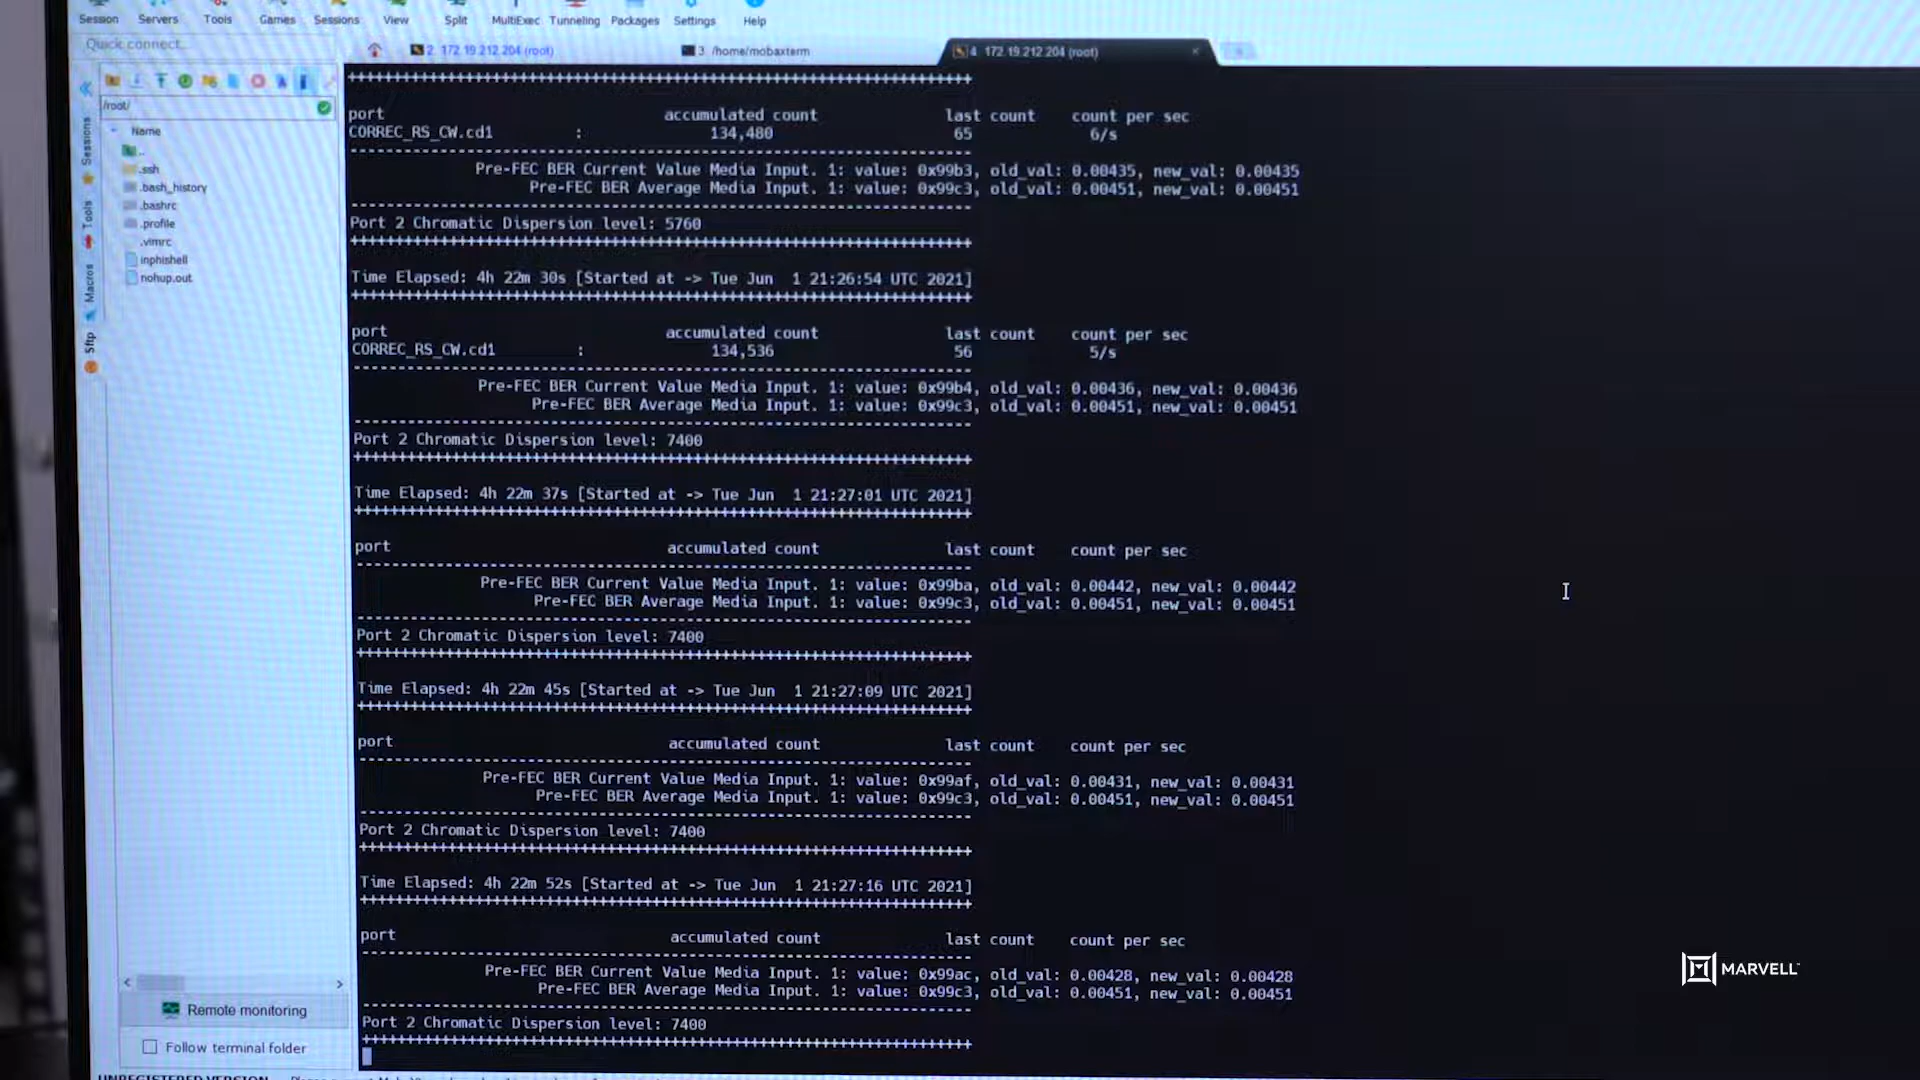 Session Servers Tools Games Sessions View Split MultiExec Tunneling Packages Settings Help
Quick connect...
2. 172.19.212.204 (root) 3. /home/mobaxterm 4. 172.19.212.204 (root)
/root/
Name
..
.ssh
.bash_history
.bashrc
.profile
.vimrc
inphishell
nohup.out
Sessions
Tools
Macros
Sftp
++++++++++++++++++++++++++++++++++++++++++++++++++++++++++++++++++++
port accumulated count last count count per sec
CORREC_RS_CW.cd1 : 134,480 65 6/s
--------------------------------------------------------------------
Pre-FEC BER Current Value Media Input. 1: value: 0x99b3, old_val: 0.00435, new_val: 0.00435
Pre-FEC BER Average Media Input. 1: value: 0x99c3, old_val: 0.00451, new_val: 0.00451
--------------------------------------------------------------------
Port 2 Chromatic Dispersion level: 5760
++++++++++++++++++++++++++++++++++++++++++++++++++++++++++++++++++++
Time Elapsed: 4h 22m 30s [Started at -> Tue Jun 1 21:26:54 UTC 2021]
++++++++++++++++++++++++++++++++++++++++++++++++++++++++++++++++++++
port accumulated count last count count per sec
CORREC_RS_CW.cd1 : 134,536 56 5/s
--------------------------------------------------------------------
Pre-FEC BER Current Value Media Input. 1: value: 0x99b4, old_val: 0.00436, new_val: 0.00436
Pre-FEC BER Average Media Input. 1: value: 0x99c3, old_val: 0.00451, new_val: 0.00451
--------------------------------------------------------------------
Port 2 Chromatic Dispersion level: 7400
++++++++++++++++++++++++++++++++++++++++++++++++++++++++++++++++++++
Time Elapsed: 4h 22m 37s [Started at -> Tue Jun 1 21:27:01 UTC 2021]
++++++++++++++++++++++++++++++++++++++++++++++++++++++++++++++++++++
port accumulated count last count count per sec
--------------------------------------------------------------------
Pre-FEC BER Current Value Media Input. 1: value: 0x99ba, old_val: 0.00442, new_val: 0.00442
Pre-FEC BER Average Media Input. 1: value: 0x99c3, old_val: 0.00451, new_val: 0.00451
--------------------------------------------------------------------
Port 2 Chromatic Dispersion level: 7400
++++++++++++++++++++++++++++++++++++++++++++++++++++++++++++++++++++
Time Elapsed: 4h 22m 45s [Started at -> Tue Jun 1 21:27:09 UTC 2021]
++++++++++++++++++++++++++++++++++++++++++++++++++++++++++++++++++++
port accumulated count last count count per sec
--------------------------------------------------------------------
Pre-FEC BER Current Value Media Input. 1: value: 0x99af, old_val: 0.00431, new_val: 0.00431
Pre-FEC BER Average Media Input. 1: value: 0x99c3, old_val: 0.00451, new_val: 0.00451
--------------------------------------------------------------------
Port 2 Chromatic Dispersion level: 7400
++++++++++++++++++++++++++++++++++++++++++++++++++++++++++++++++++++
Time Elapsed: 4h 22m 52s [Started at -> Tue Jun 1 21:27:16 UTC 2021]
++++++++++++++++++++++++++++++++++++++++++++++++++++++++++++++++++++
port accumulated count last count count per sec
--------------------------------------------------------------------
Pre-FEC BER Current Value Media Input. 1: value: 0x99ac, old_val: 0.00428, new_val: 0.00428
Pre-FEC BER Average Media Input. 1: value: 0x99c3, old_val: 0.00451, new_val: 0.00451
--------------------------------------------------------------------
Port 2 Chromatic Dispersion level: 7400
++++++++++++++++++++++++++++++++++++++++++++++++++++++++++++++++++++
Remote monitoring
Follow terminal folder
UNREGISTERED VERSION
MARVELL